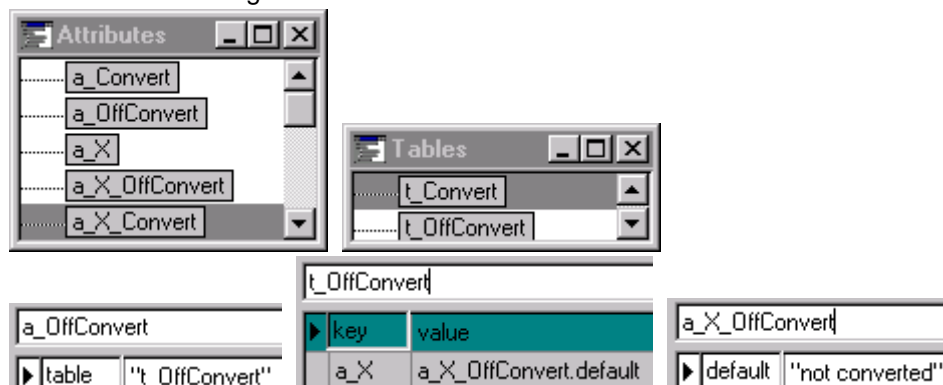 Attributes
a_Convert
a_OffConvert
a_X
a_X_OffConvert
a_X_Convert
Tables
t_Convert
t_OffConvert
a_OffConvert
table "t_OffConvert"
t_OffConvert
key value
a_X a_X_OffConvert.default
a_X_OffConvert
default "not converted"